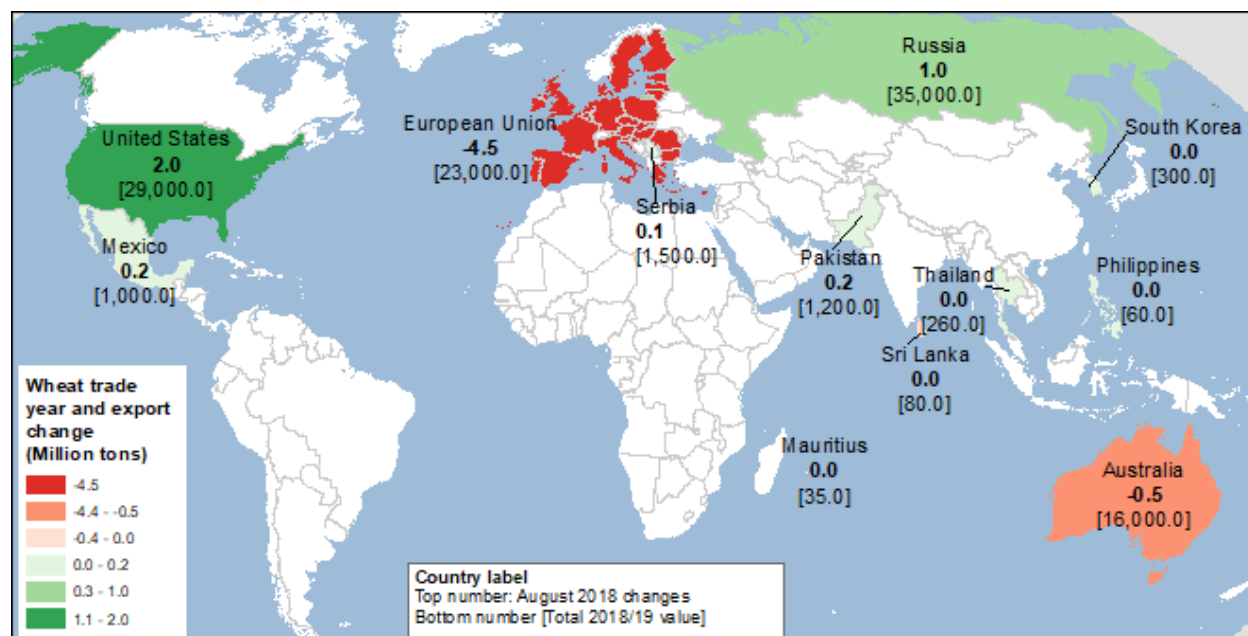 Russia
1.0
[35,000.0]
United States
2.0
[29,000.0]
European Union
-4.5
[23,000.0]
South Korea
0.0
[300.0]
Serbia
0.1
[1,500.0]
Mexico
0.2
[1,000.0]
Pakistan
0.2
[1,200.0]
Thailand
0.0
[260.0]
Philippines
0.0
[60.0]
Sri Lanka
0.0
[80.0]
Mauritius
0.0
[35.0]
Australia
-0.5
[16,000.0]
Wheat trade
year and export
change
(Million tons)
-4.5
-4.4 - -0.5
-0.4 - 0.0
0.0 - 0.2
0.3 - 1.0
1.1 - 2.0
Country label
Top number: August 2018 changes
Bottom number [Total 2018/19 value]